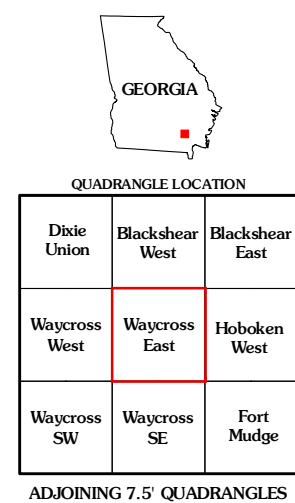 GEORGIA
QUADRANGLE LOCATION
Dixie
Union
Blackshear
West
Blackshear
East
Waycross
West
Waycross
East
Hoboken
West
Waycross
SW
Waycross
SE
Fort
Mudge
ADJOINING 7.5' QUADRANGLES